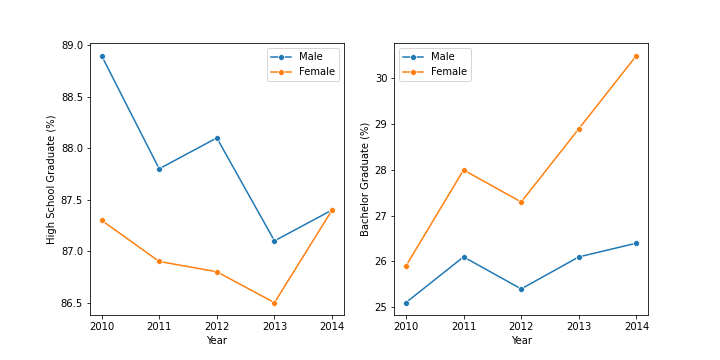 89.0
88.5
88.0
87.5
87.0
86.5
High School Graduate (%)
Male
Female
2010 2011 2012 2013 2014
Year
30
29
28
27
26
25
Bachelor Graduate (%)
Male
Female
2010 2011 2012 2013 2014
Year